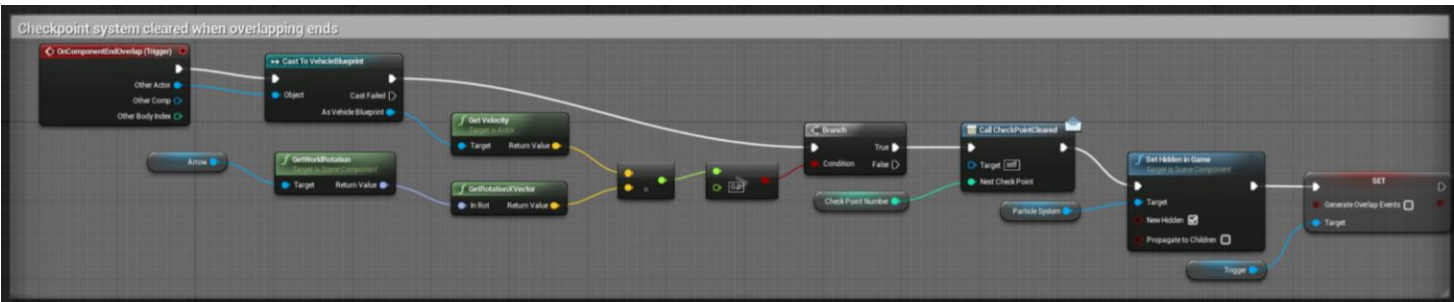 Checkpoint system cleared when overlapping ends
OnComponentEndOverlap (Trigger)
Other Actor
Other Comp
Other Body Index
Cast To VehicleBlueprint
Object
Cast Failed
As Vehicle Blueprint
Arrow
GetWorldRotation
Target is Scene Component
Target
Return Value
Get Velocity
Target is Actor
Target
Return Value
GetRotationXVector
In Rot
Return Value
0.0
Branch
True
Condition
False
Check Point Number
Call CheckPointCleared
Target
self
Next Check Point
Particle System
Set Hidden in Game
Target is Scene Component
Target
New Hidden
Propagate to Children
Trigger
SET
Generate Overlap Events
Target